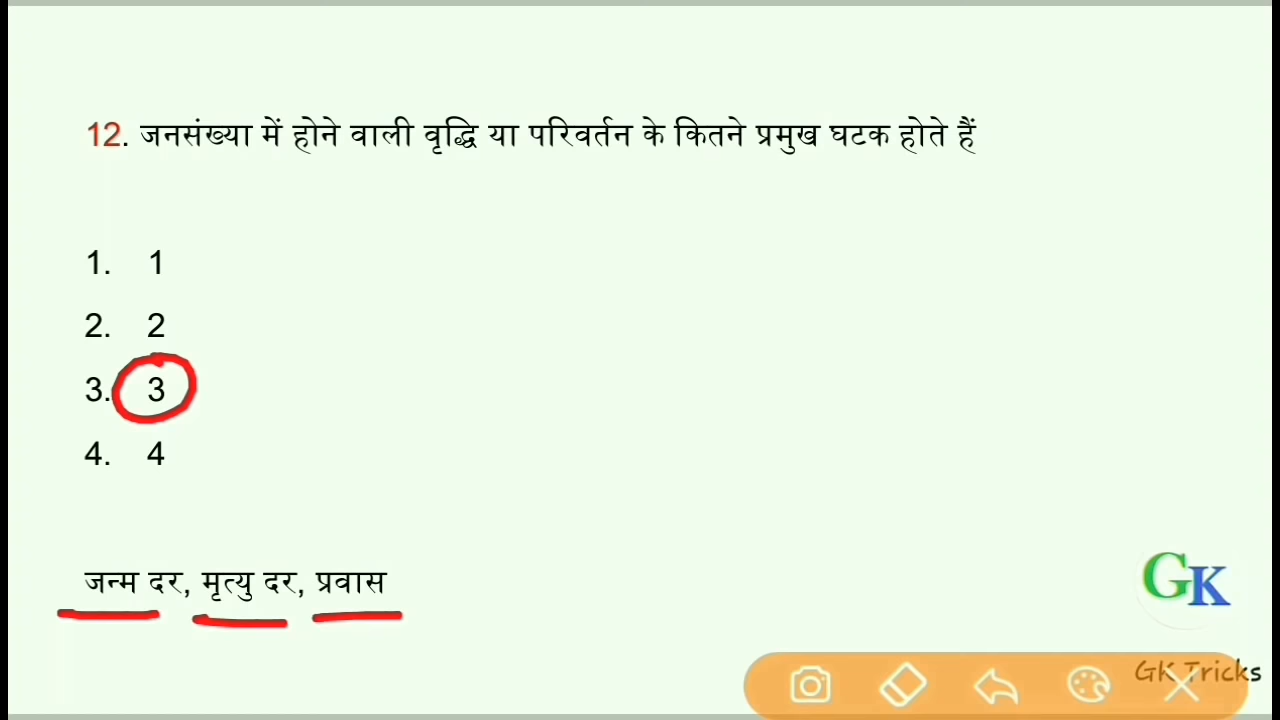 12. जनसंख्या में होने वाली वृद्धि या परिवर्तन के कितने प्रमुख घटक होते हैं
1. 1
2. 2
3. 3
4. 4
जन्म दर, मृत्यु दर, प्रवास
GK
GK Tricks